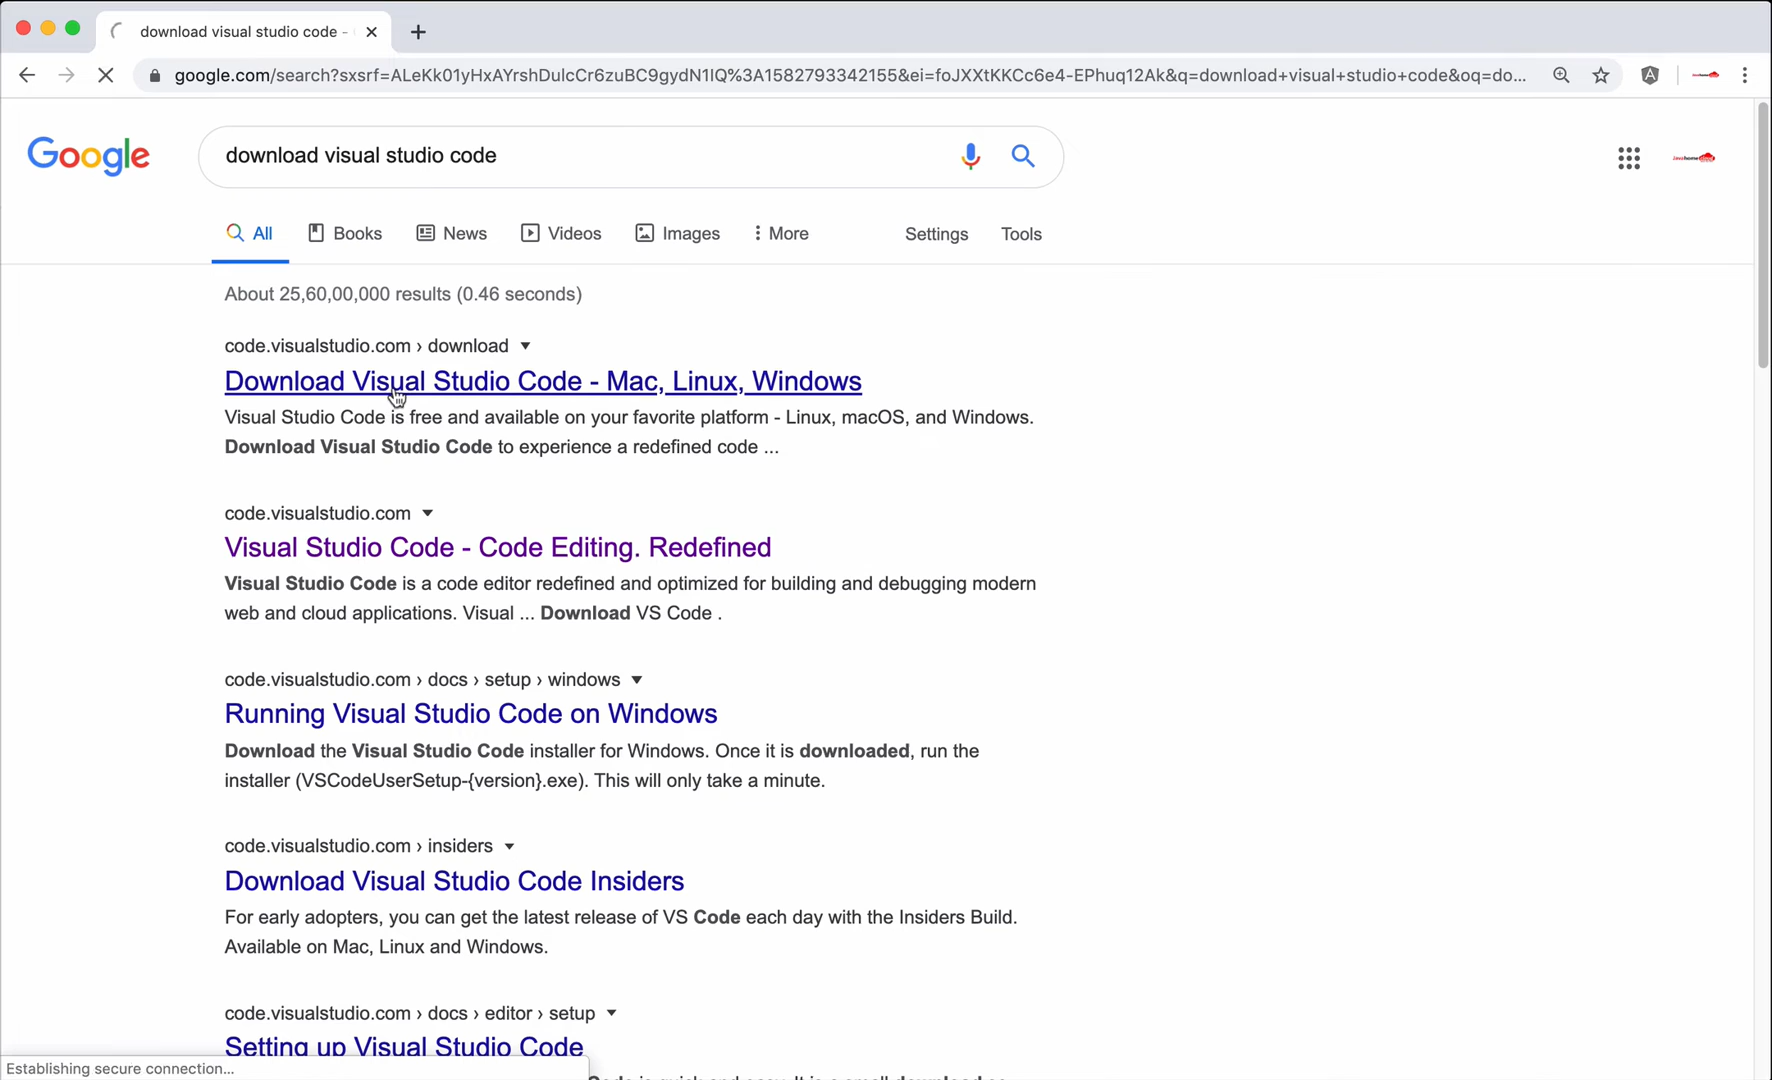 download visual studio code -
google.com/search?sxsrf=ALeKk01yHxAYrshDulcCr6zuBC9gydN1IQ%3A1582793342155&ei=foJXXtKKCc6e4-EPhuq12Ak&q=download+visual+studio+code&oq=do...
Google
download visual studio code
All Books News Videos Images More Settings Tools
About 25,60,00,000 results (0.46 seconds)
code.visualstudio.com › download
Download Visual Studio Code - Mac, Linux, Windows
Visual Studio Code is free and available on your favorite platform - Linux, macOS, and Windows.
Download Visual Studio Code to experience a redefined code ...
code.visualstudio.com
Visual Studio Code - Code Editing. Redefined
Visual Studio Code is a code editor redefined and optimized for building and debugging modern
web and cloud applications. Visual ... Download VS Code .
code.visualstudio.com › docs › setup › windows
Running Visual Studio Code on Windows
Download the Visual Studio Code installer for Windows. Once it is downloaded, run the
installer (VSCodeUserSetup-{version}.exe). This will only take a minute.
code.visualstudio.com › insiders
Download Visual Studio Code Insiders
For early adopters, you can get the latest release of VS Code each day with the Insiders Build.
Available on Mac, Linux and Windows.
code.visualstudio.com › docs › editor › setup
Setting up Visual Studio Code
Establishing secure connection...